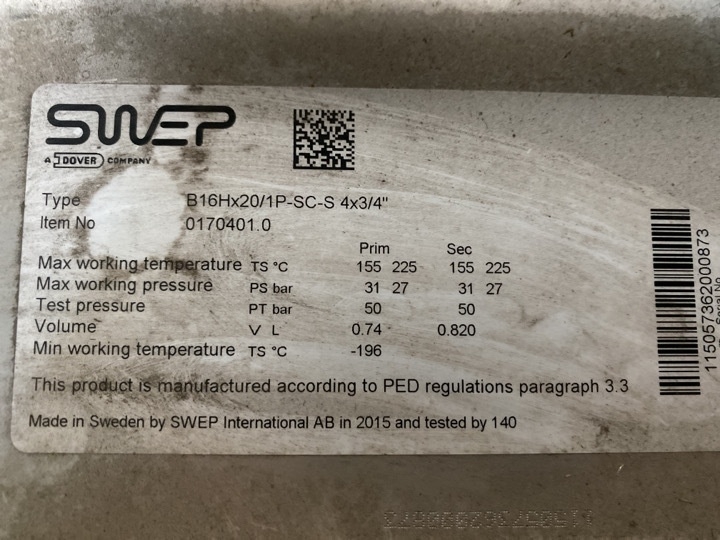 SWEP
A DOVER COMPANY
Type B16Hx20/1P-SC-S 4x3/4"
Item No 0170401.0
Prim Sec
Max working temperature TS °C 155 225 155 225
Max working pressure PS bar 31 27 31 27
Test pressure PT bar 50 50
Volume V L 0.74 0.820
Min working temperature TS °C -196
This product is manufactured according to PED regulations paragraph 3.3
Made in Sweden by SWEP International AB in 2015 and tested by 140
115057362000873
Serial No